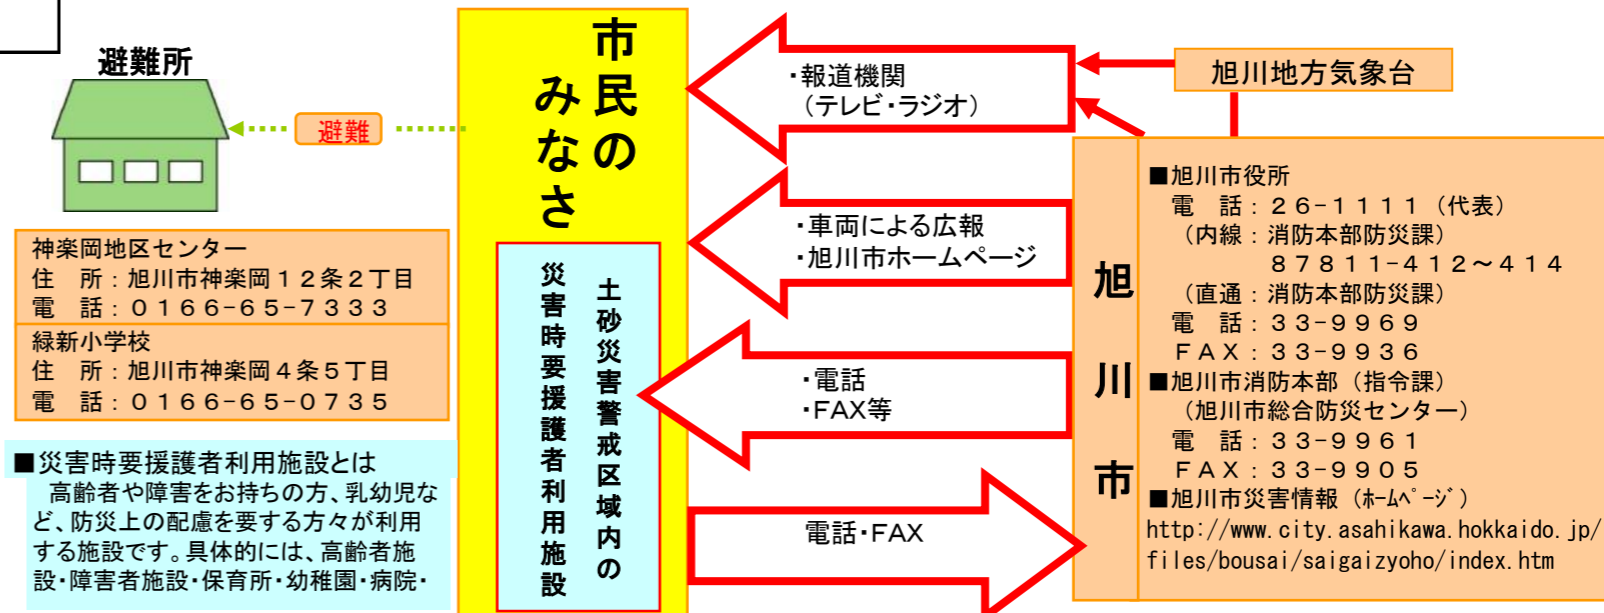 避難所
避難
神楽岡地区センター
住　所：旭川市神楽岡１２条２丁目
電　話：０１６６-６５-７３３３
緑新小学校
住　所：旭川市神楽岡４条５丁目
電　話：０１６６-６５-０７３５
■災害時要援護者利用施設とは
　高齢者や障害をお持ちの方、乳幼児な
ど、防災上の配慮を要する方々が利用
する施設です。具体的には、高齢者施
設・障害者施設・保育所・幼稚園・病院・
市民の
みなさ
土砂災害警戒区域内の
災害時要援護者利用施設
・報道機関
（テレビ・ラジオ）
・車両による広報
・旭川市ホームページ
・電話
・FAX等
電話・FAX
旭川地方気象台
旭川市
■旭川市役所
電　話：２６-１１１１（代表）
（内線：消防本部防災課）
８７８１１-４１２～４１４
（直通：消防本部防災課）
電　話：３３-９９６９
ＦＡＸ：３３-９９３６
■旭川市消防本部（指令課）
（旭川市総合防災センター）
電　話：３３-９９６１
ＦＡＸ：３３-９９０５
■旭川市災害情報（ﾎｰﾑﾍﾟｰｼﾞ）
http://www.city.asahikawa.hokkaido.jp/
files/bousai/saigaizyoho/index.htm